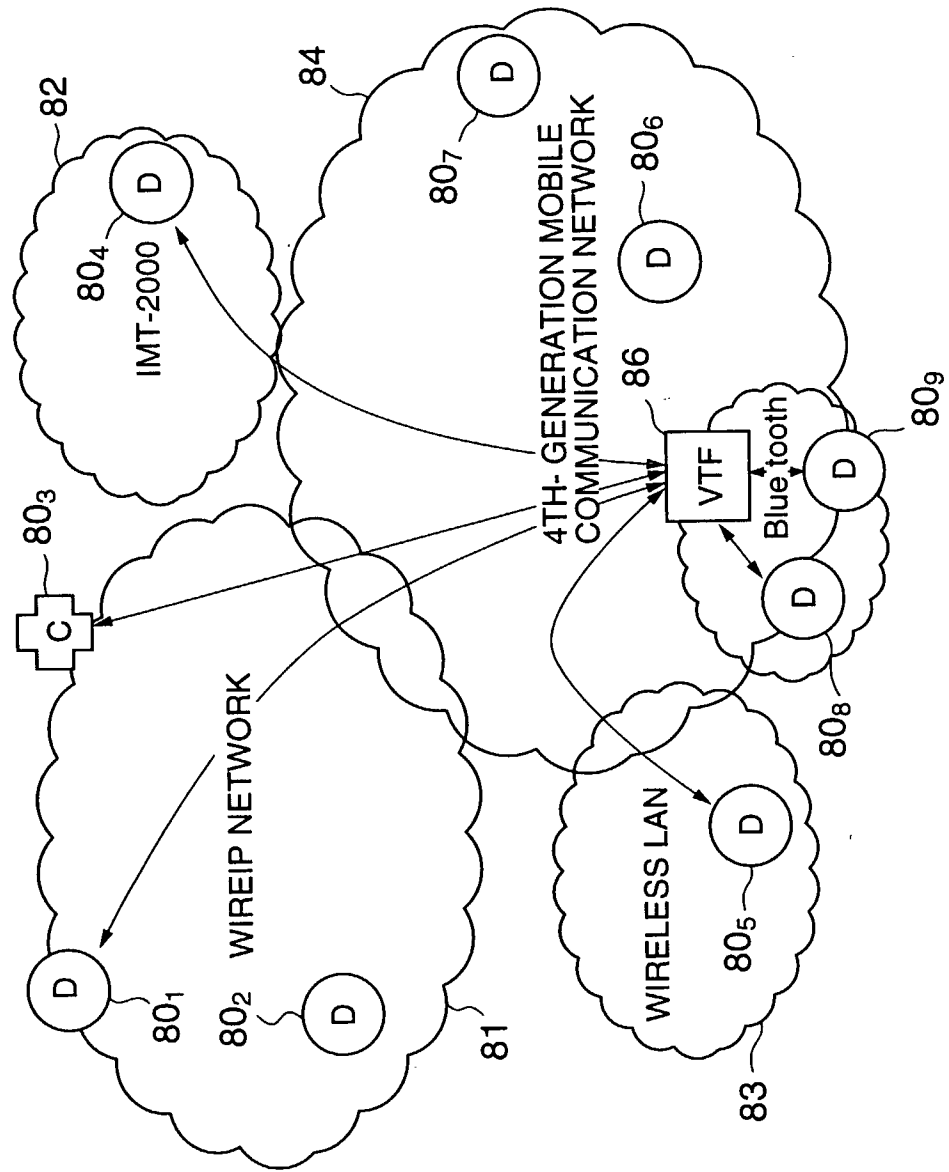 82
D
80₄
IMT-2000
84
D
80₇
4TH- GENERATION MOBILE
COMMUNICATION NETWORK
80₆
D
86
VTF
Blue tooth
D
80₉
D
80₈
80₃
C
WIREIP NETWORK
D
80₁
80₂
D
81
WIRELESS LAN
D
80₅
83